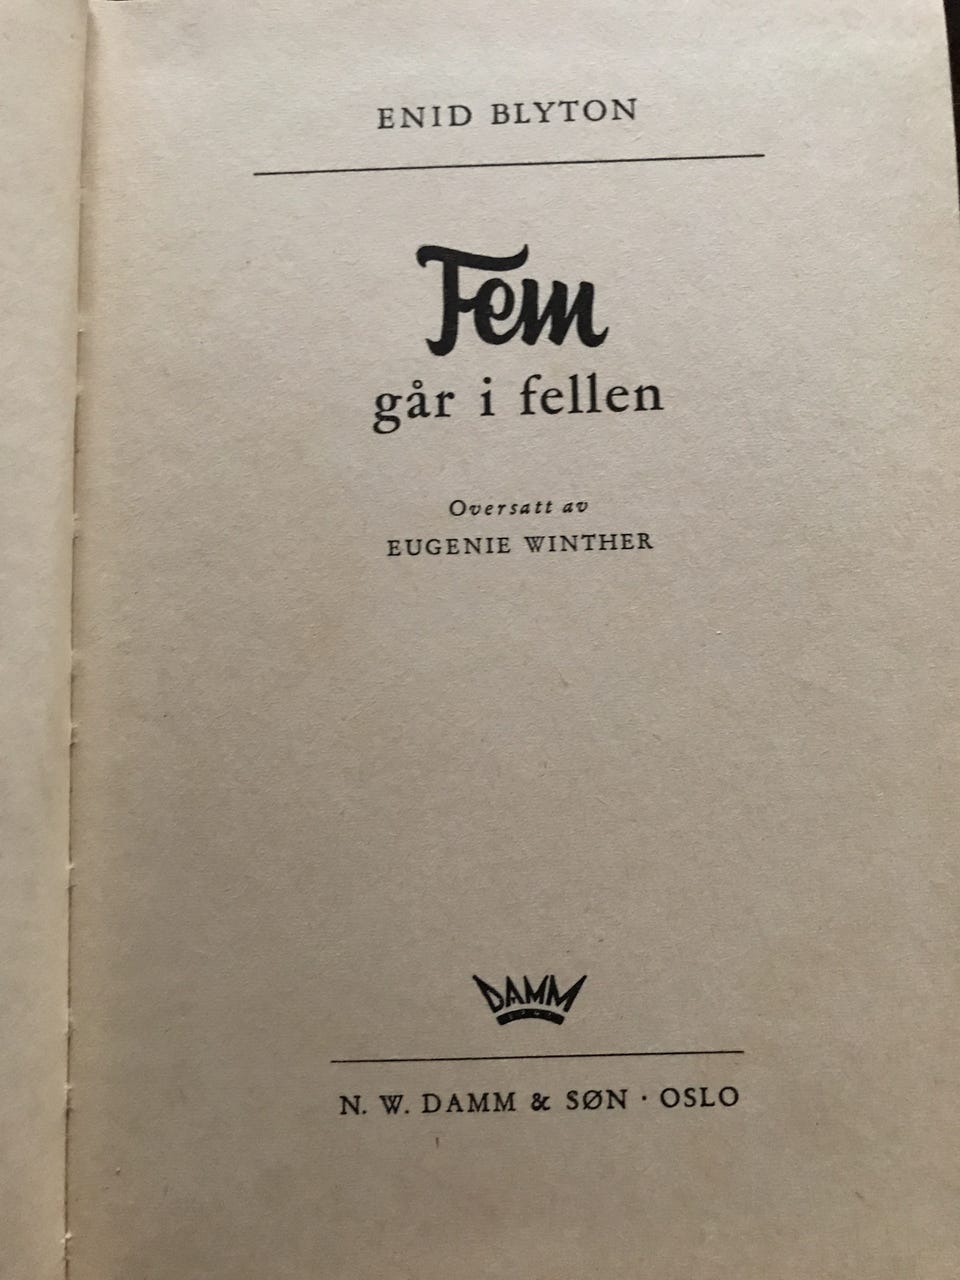 ENID BLYTON
Fem
går i fellen
Oversatt av
EUGENIE WINTHER
DAMM
N. W. DAMM & SØN · OSLO